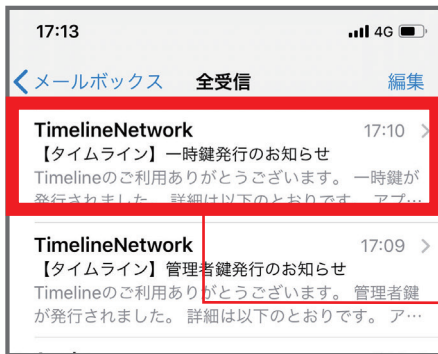 17:13 4G
メールボックス 全受信 編集
TimelineNetwork 17:10
【タイムライン】一時鍵発行のお知らせ
Timelineのご利用ありがとうございます。 一時鍵が
発行されました。 詳細は以下のとおりです。 アプ…
TimelineNetwork 17:09
【タイムライン】管理者鍵発行のお知らせ
Timelineのご利用ありがとうございます。 管理者鍵
が発行されました。 詳細は以下のとおりです。 ア…